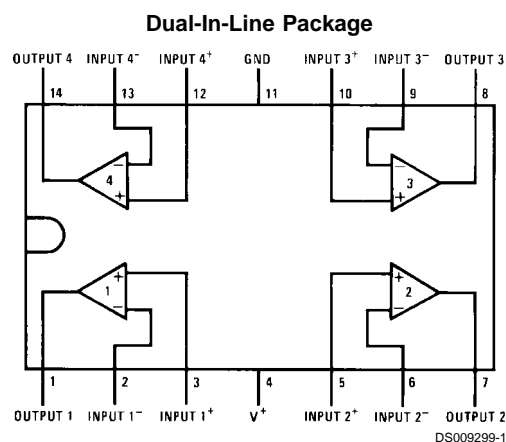 Dual-In-Line Package
OUTPUT 4 INPUT 4⁻ INPUT 4⁺ GND INPUT 3⁺ INPUT 3⁻ OUTPUT 3
14 13 12 11 10 9 8
− −
4 3
+ +
+ +
1 2
− −
1 2 3 4 5 6 7
OUTPUT 1 INPUT 1⁻ INPUT 1⁺ V⁺ INPUT 2⁺ INPUT 2⁻ OUTPUT 2
DS009299-1